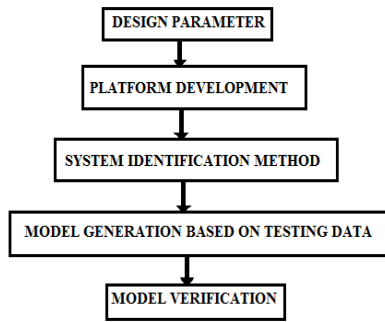 DESIGN PARAMETER
PLATFORM DEVELOPMENT
SYSTEM IDENTIFICATION METHOD
MODEL GENERATION BASED ON TESTING DATA
MODEL VERIFICATION